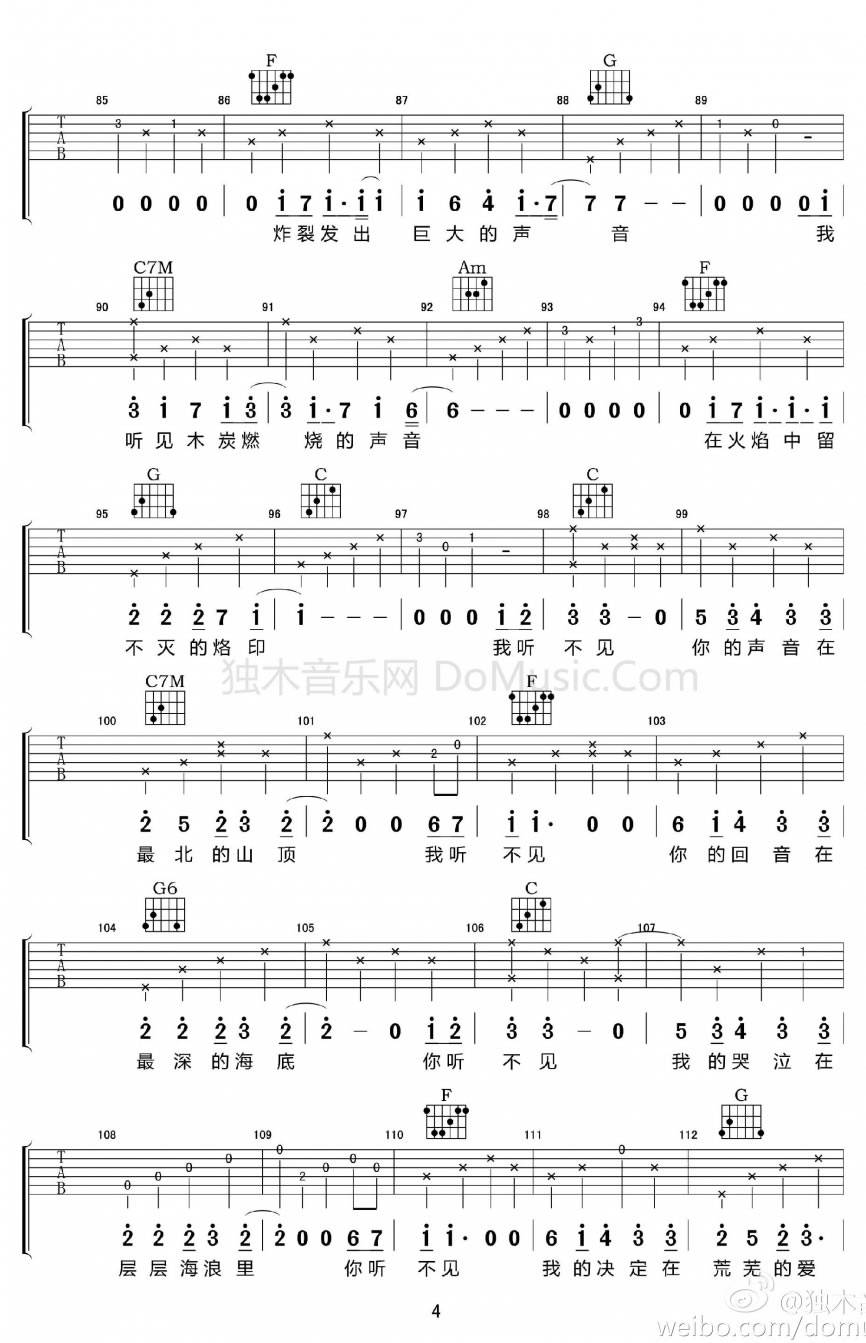 F G
85 86 87 88 89
T A B 3 1 1 0
0 0 0 0 0 i 7 i· i i i 6 4 i· 7 7 7 - - 0 0 0 0 i
炸裂发出 巨大的声 音 我
C7M Am F
90 91 92 93 94
T A B 3 1 3
3 1 7 i 3 3 i· 7 i 6 6 - - - 0 0 0 0 0 i 7 i· i· i
听见木炭燃 烧的声音 在火焰中留
G C C
95 96 97 98 99
T A B 3 0 1
2 2 2 7 i i - - - 0 0 0 i 2 3 3 - 0 5 3 4 3 3
不灭的烙印 我听 不见 你的声音在
独木音乐网 DoMusic.Com
C7M F
100 101 102 103
T A B 2 0
2 5 2 3 2 2 0 0 6 7 i i· 0 0 6 i 4 3 3
最北的山顶 我听 不见 你的回音在
G6 C
104 105 106 107
T A B 1
2 2 2 3 2 2 - 0 i 2 3 3 - 0 5 3 4 3 3
最深的海底 你听 不见 我的哭泣在
F G
108 109 110 111 112
T A B 0 0 0 0 0 2 0 0 0 0
2 2 2 3 2 2 0 0 6 7 i i· 0 0 6 i 4 3 3 2 5 2 3·
层层海浪里 你听 不见 我的决定在 荒芜的爱
4
@独木
weibo.com/dom